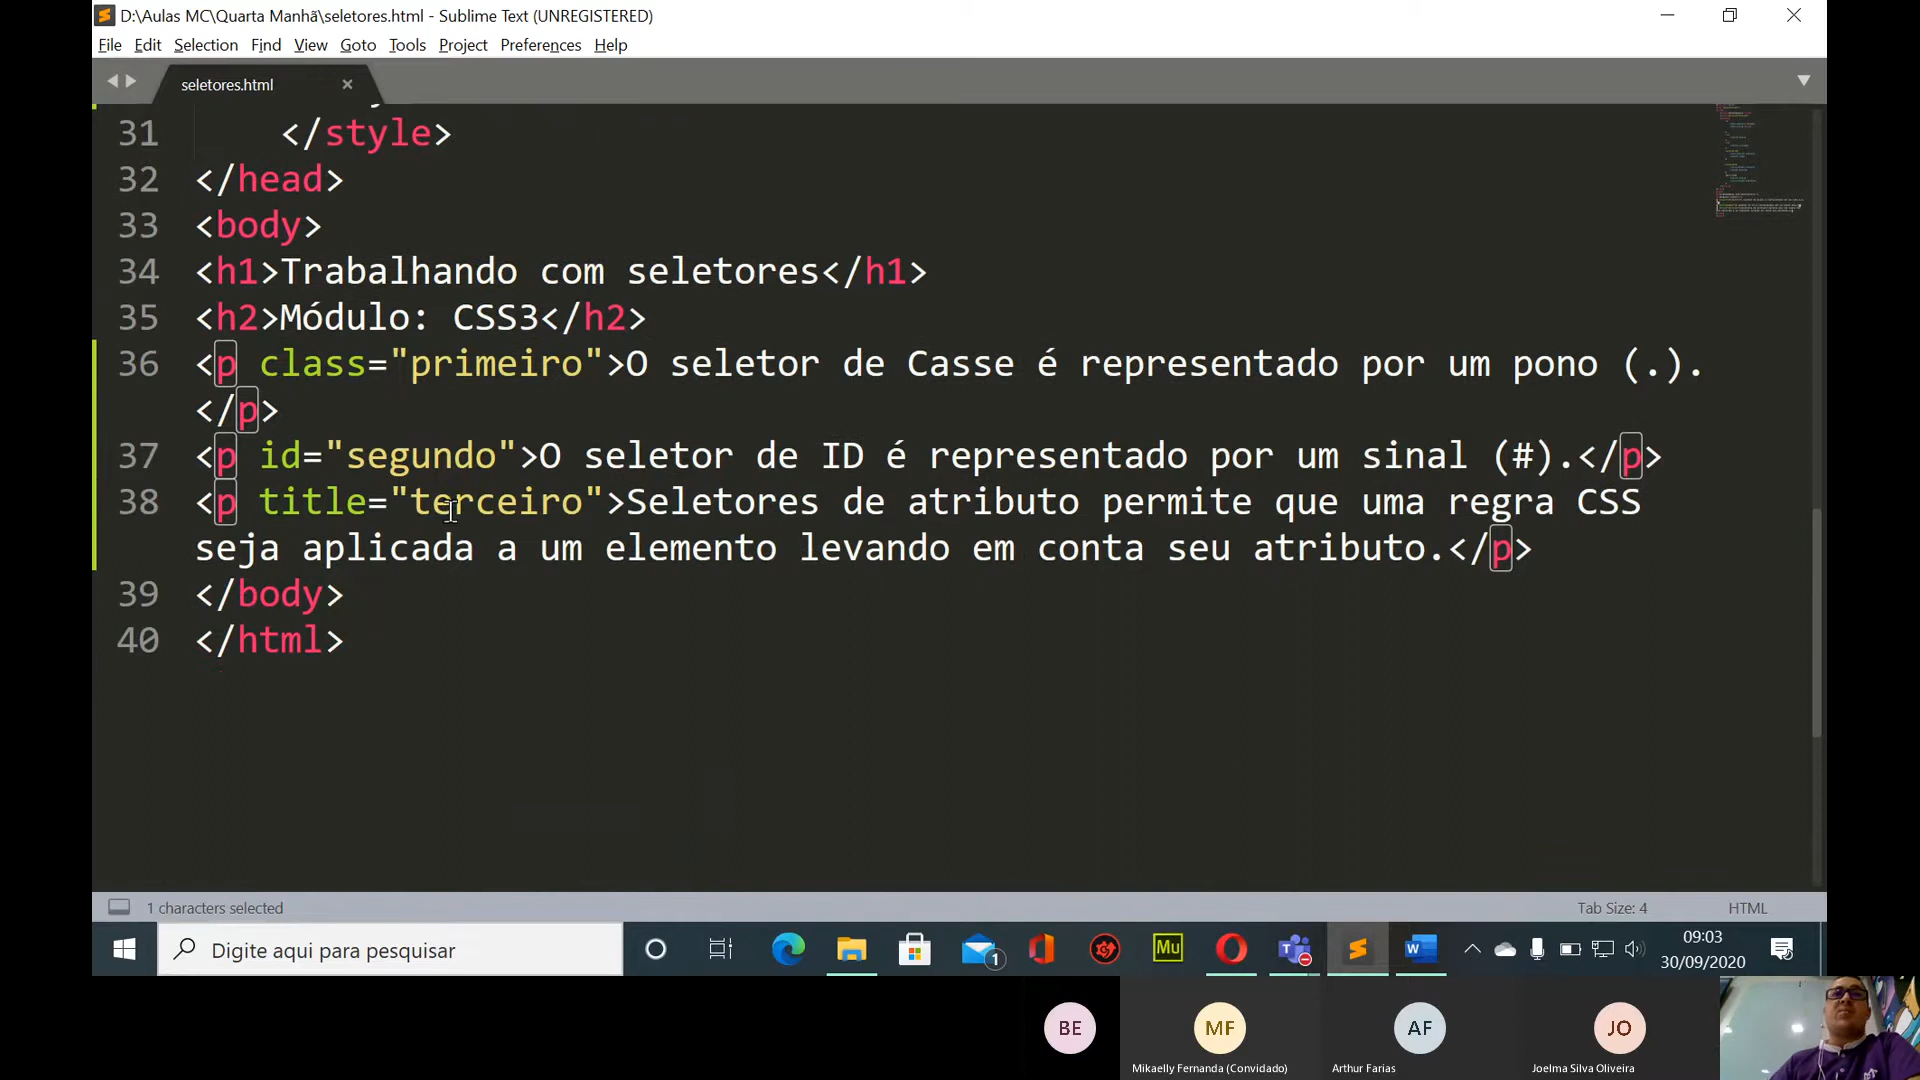 D:\Aulas MC\Quarta Manhã\seletores.html - Sublime Text (UNREGISTERED)
File Edit Selection Find View Goto Tools Project Preferences Help
seletores.html
31 </style>
32 </head>
33 <body>
34 <h1>Trabalhando com seletores</h1>
35 <h2>Módulo: CSS3</h2>
36 <p class="primeiro">O seletor de Casse é representado por um pono (.).
</p>
37 <p id="segundo">O seletor de ID é representado por um sinal (#).</p>
38 <p title="terceiro">Seletores de atributo permite que uma regra CSS
seja aplicada a um elemento levando em conta seu atributo.</p>
39 </body>
40 </html>
1 characters selected Tab Size: 4 HTML
Digite aqui para pesquisar 1 Mu T W 09:03
30/09/2020
BE MF AF JO
Mikaelly Fernanda (Convidado) Arthur Farias Joelma Silva Oliveira